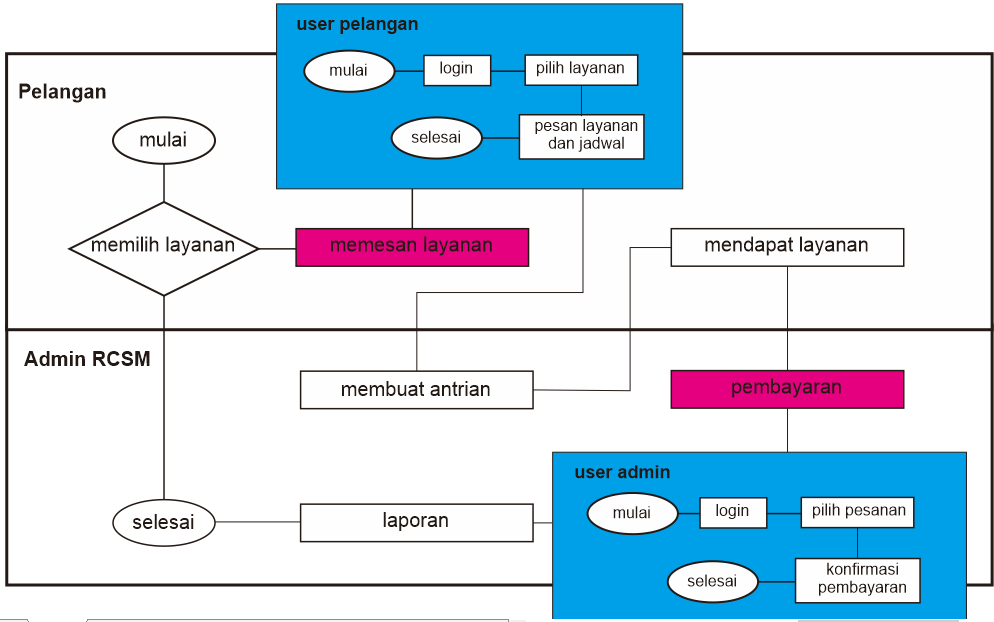 user pelangan
mulai
login
pilih layanan
selesai
pesan layanan
dan jadwal
Pelangan
mulai
memilih layanan
memesan layanan
mendapat layanan
Admin RCSM
membuat antrian
pembayaran
user admin
mulai
login
pilih pesanan
selesai
konfirmasi
pembayaran
laporan
selesai